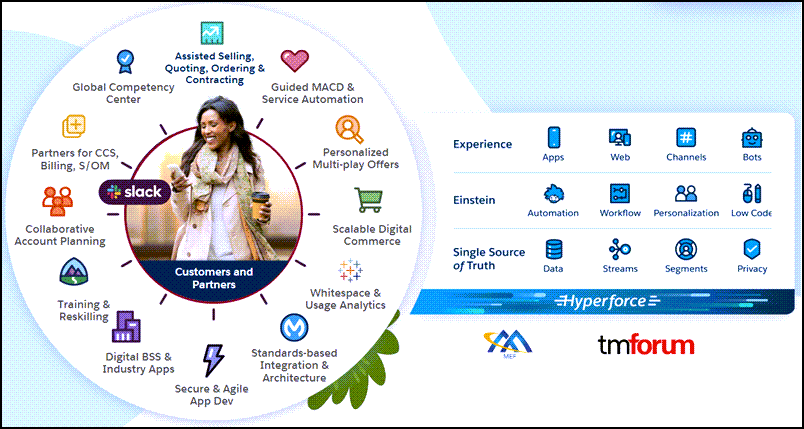 Assisted Selling,
Quoting, Ordering &
Contracting
Guided MACD &
Service Automation
Personalized
Multi-play Offers
Scalable Digital
Commerce
Whitespace &
Usage Analytics
Standards-based
Integration &
Architecture
Secure & Agile
App Dev
Digital BSS &
Industry Apps
Training &
Reskilling
Collaborative
Account Planning
Partners for CCS,
Billing, S/OM
Global Competency
Center
slack
Customers and
Partners
Experience
Apps
Web
Channels
Bots
Einstein
Automation
Workflow
Personalization
Low Code
Single Source
of Truth
Data
Streams
Segments
Privacy
Hyperforce
MEF
tmforum